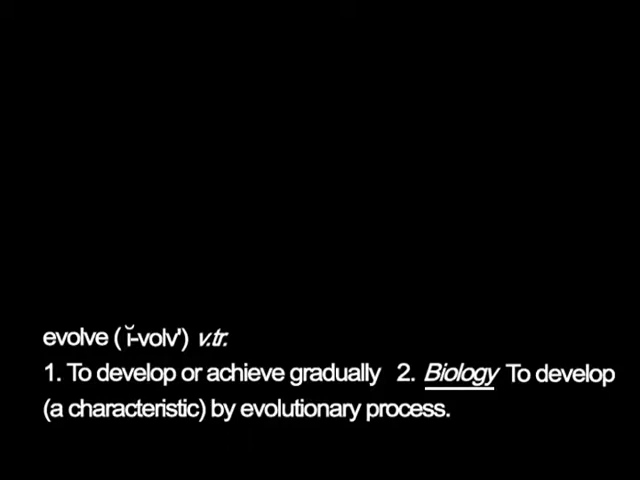 evolve ( ĭ-volv') v.tr.
1. To develop or achieve gradually 2. Biology To develop
(a characteristic) by evolutionary process.